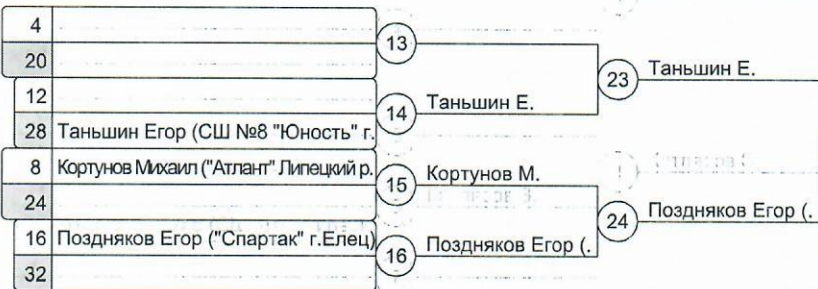 4
13
20
23 Таньшин Е.
12
14 Таньшин Е.
28 Таньшин Егор (СШ №8 "Юность" г.
8 Кортунов Михаил ("Атлант" Липецкий р.
15 Кортунов М.
24
24 Поздняков Егор (.
16 Поздняков Егор ("Спартак" г.Елец)
16 Поздняков Егор (.
32